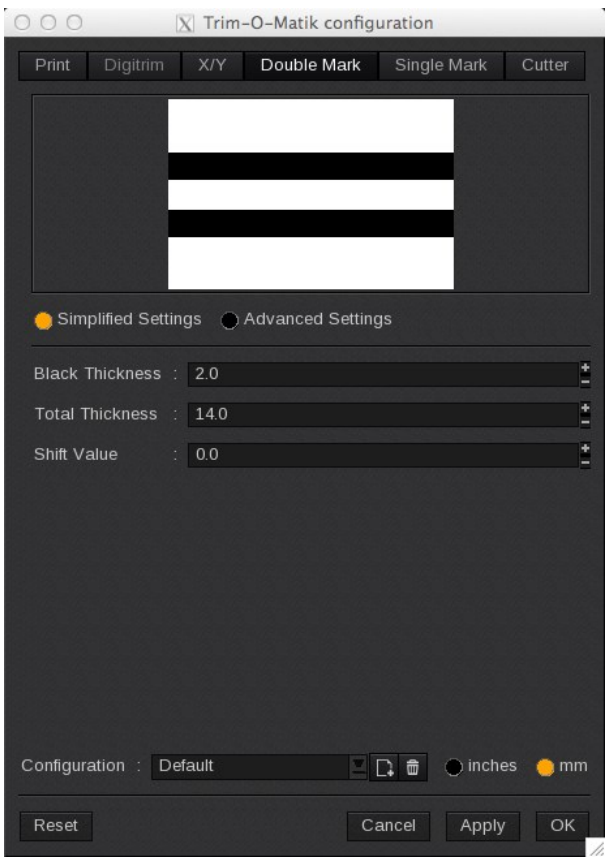 Trim-O-Matik configuration
Print Digitrim X/Y Double Mark Single Mark Cutter
Simplified Settings Advanced Settings
Black Thickness : 2.0
Total Thickness : 14.0
Shift Value : 0.0
Configuration : Default inches mm
Reset Cancel Apply OK